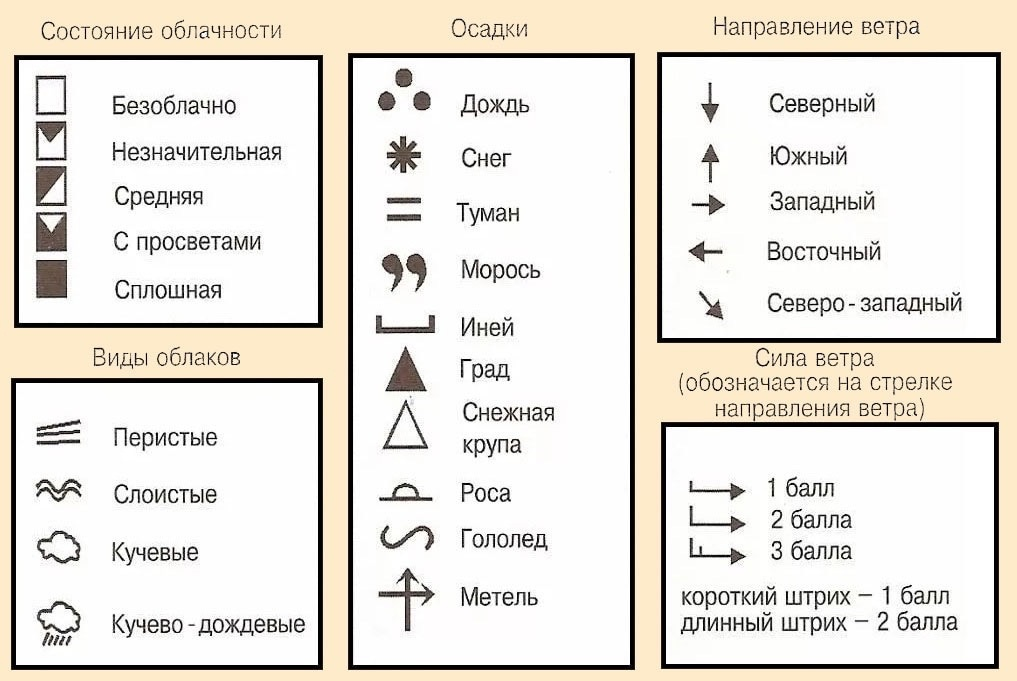 Состояние облачности
Безоблачно
Незначительная
Средняя
С просветами
Сплошная
Виды облаков
Перистые
Слоистые
Кучевые
Кучево - дождевые
Осадки
Дождь
Снег
Туман
Морось
Иней
Град
Снежная
крупа
Роса
Гололед
Метель
Направление ветра
Северный
Южный
Западный
Восточный
Северо - западный
Сила ветра
(обозначается на стрелке
направления ветра)
1 балл
2 балла
3 балла
короткий штрих – 1 балл
длинный штрих – 2 балла